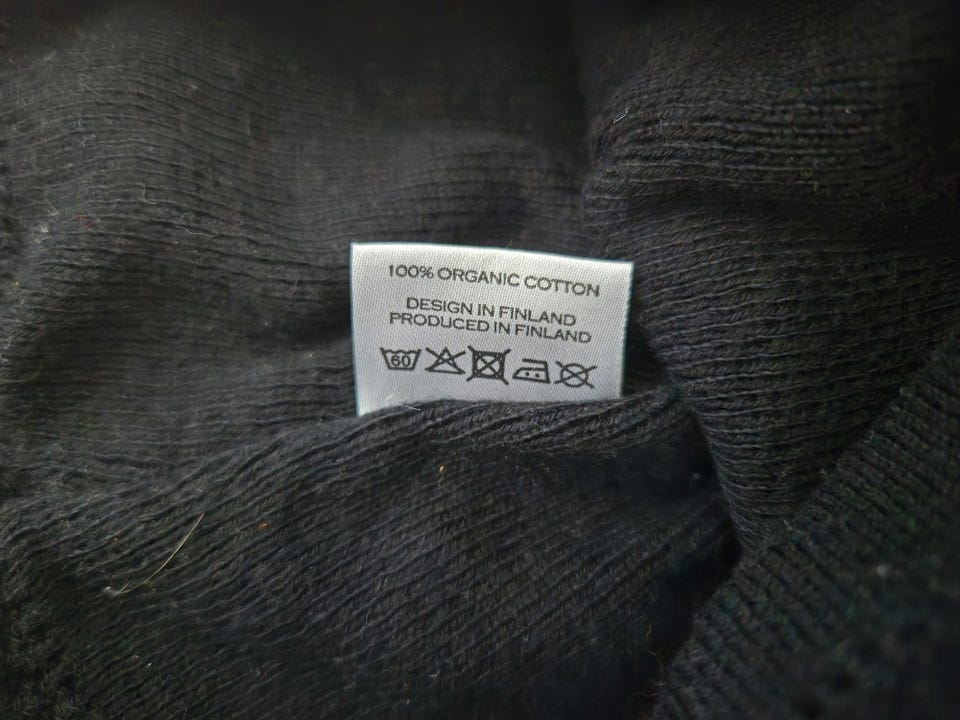 100% ORGANIC COTTON
DESIGN IN FINLAND
PRODUCED IN FINLAND
60